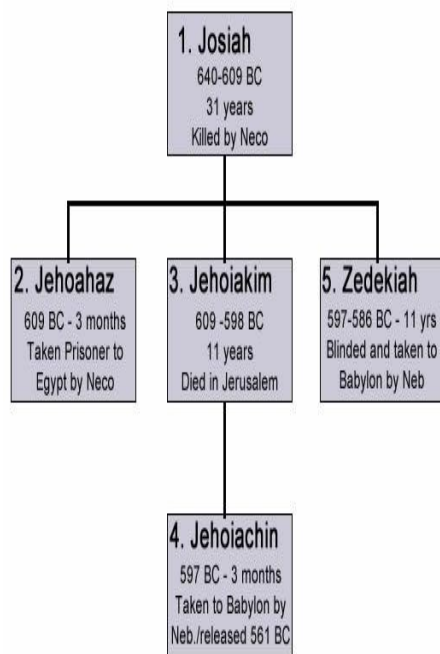 1. Josiah
640-609 BC
31 years
Killed by Neco
2. Jehoahaz
609 BC - 3 months
Taken Prisoner to
Egypt by Neco
3. Jehoiakim
609 -598 BC
11 years
Died in Jerusalem
5. Zedekiah
597-586 BC - 11 yrs
Blinded and taken to
Babylon by Neb
4. Jehoiachin
597 BC - 3 months
Taken to Babylon by
Neb./released 561 BC